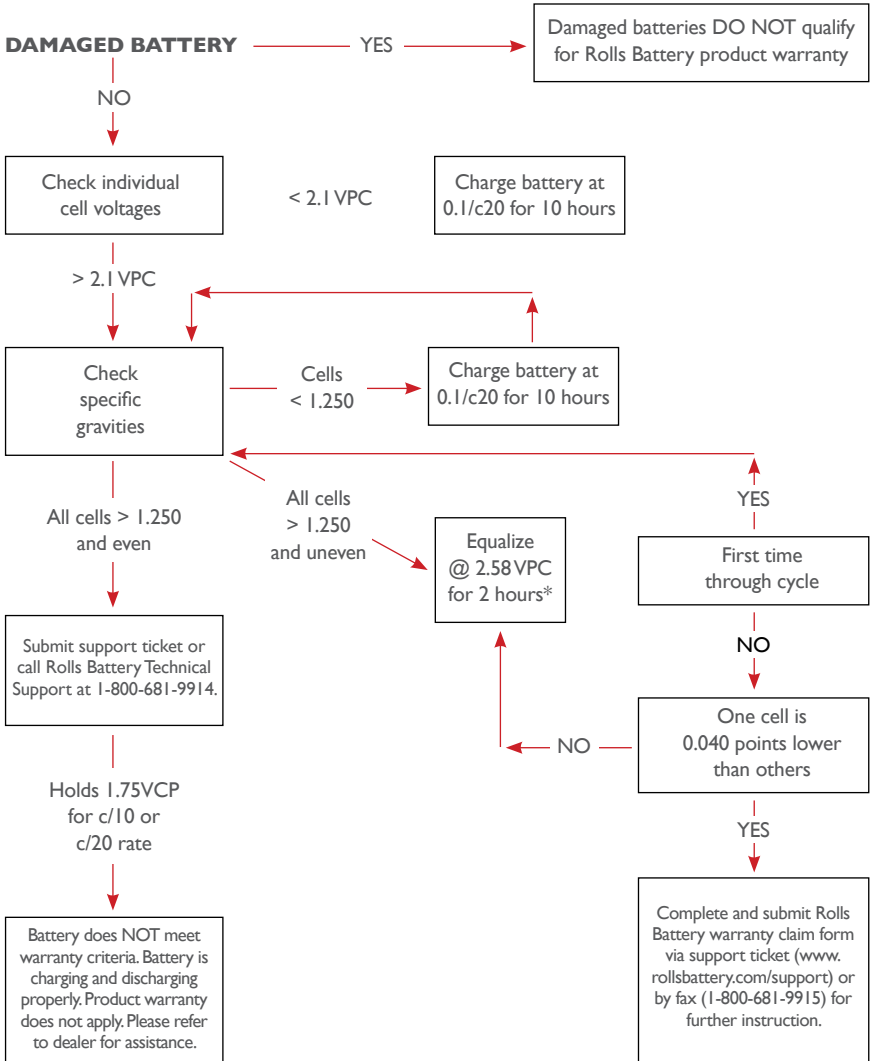 DAMAGED BATTERY
YES
Damaged batteries DO NOT qualify
for Rolls Battery product warranty
NO
Check individual
cell voltages
< 2.1 VPC
Charge battery at
0.1/c20 for 10 hours
> 2.1 VPC
Check
specific
gravities
Cells
< 1.250
Charge battery at
0.1/c20 for 10 hours
All cells > 1.250
and even
All cells
> 1.250
and uneven
Equalize
@ 2.58 VPC
for 2 hours*
YES
First time
through cycle
NO
Submit support ticket or
call Rolls Battery Technical
Support at 1-800-681-9914.
NO
One cell is
0.040 points lower
than others
Holds 1.75VCP
for c/10 or
c/20 rate
YES
Battery does NOT meet
warranty criteria. Battery is
charging and discharging
properly. Product warranty
does not apply. Please refer
to dealer for assistance.
Complete and submit Rolls
Battery warranty claim form
via support ticket (www.
rollsbattery.com/support) or
by fax (1-800-681-9915) for
further instruction.